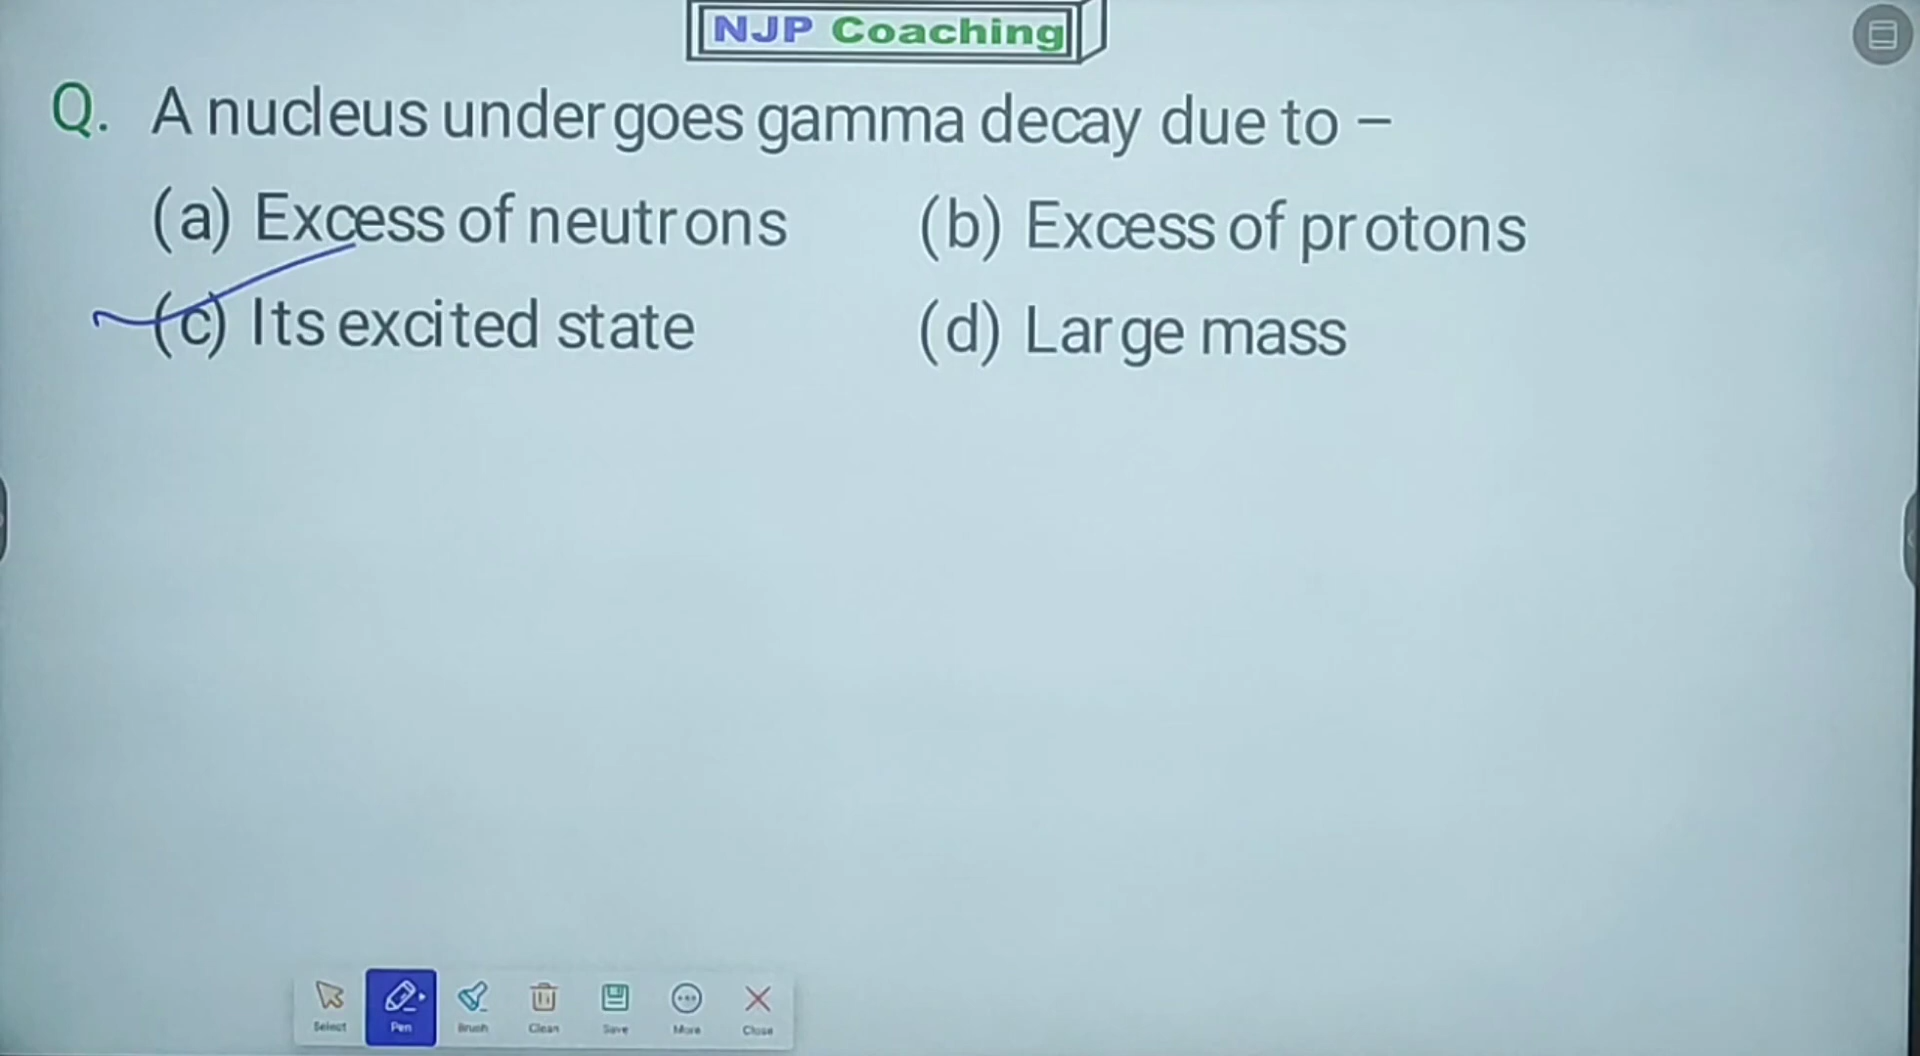 NJP Coaching
Q. A nucleus undergoes gamma decay due to –
(a) Excess of neutrons (b) Excess of protons
(c) Its excited state (d) Large mass
Select Pen Brush Clean Save More Close